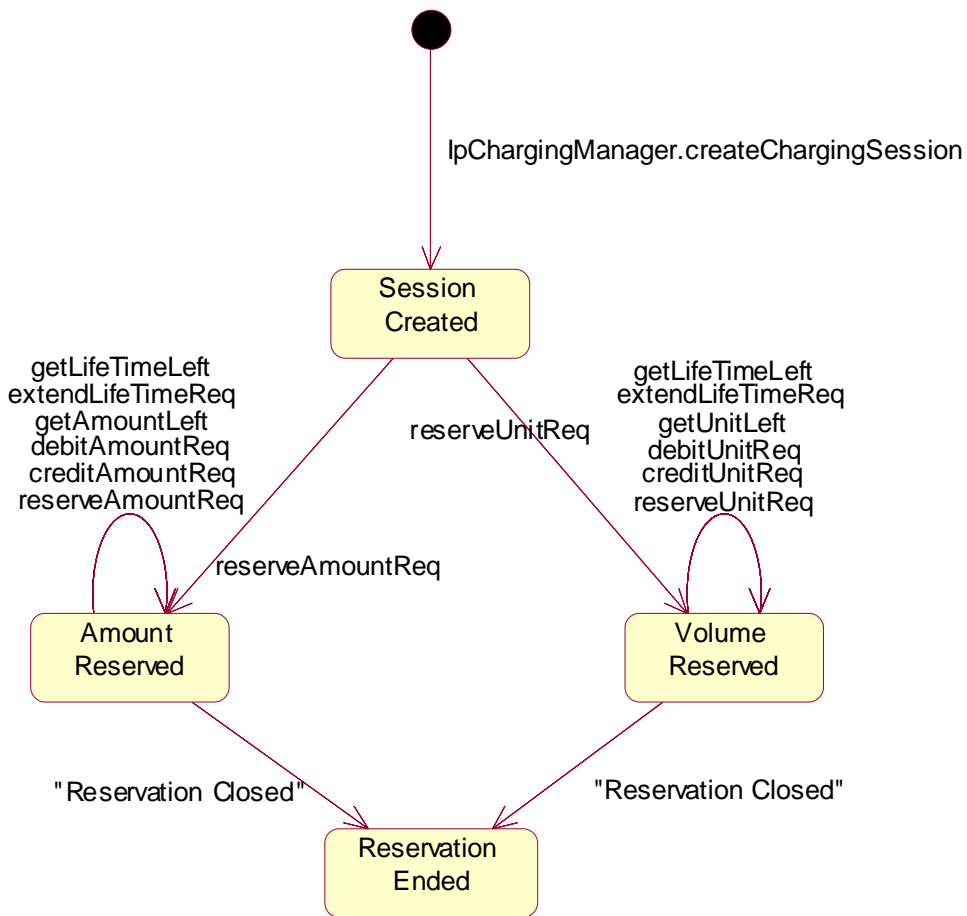 IpChargingManager.createChargingSession
Session
Created
getLifeTimeLeft
extendLifeTimeReq
getAmountLeft
debitAmountReq
creditAmountReq
reserveAmountReq
reserveUnitReq
getLifeTimeLeft
extendLifeTimeReq
getUnitLeft
debitUnitReq
creditUnitReq
reserveUnitReq
reserveAmountReq
Amount
Reserved
Volume
Reserved
"Reservation Closed"
"Reservation Closed"
Reservation
Ended